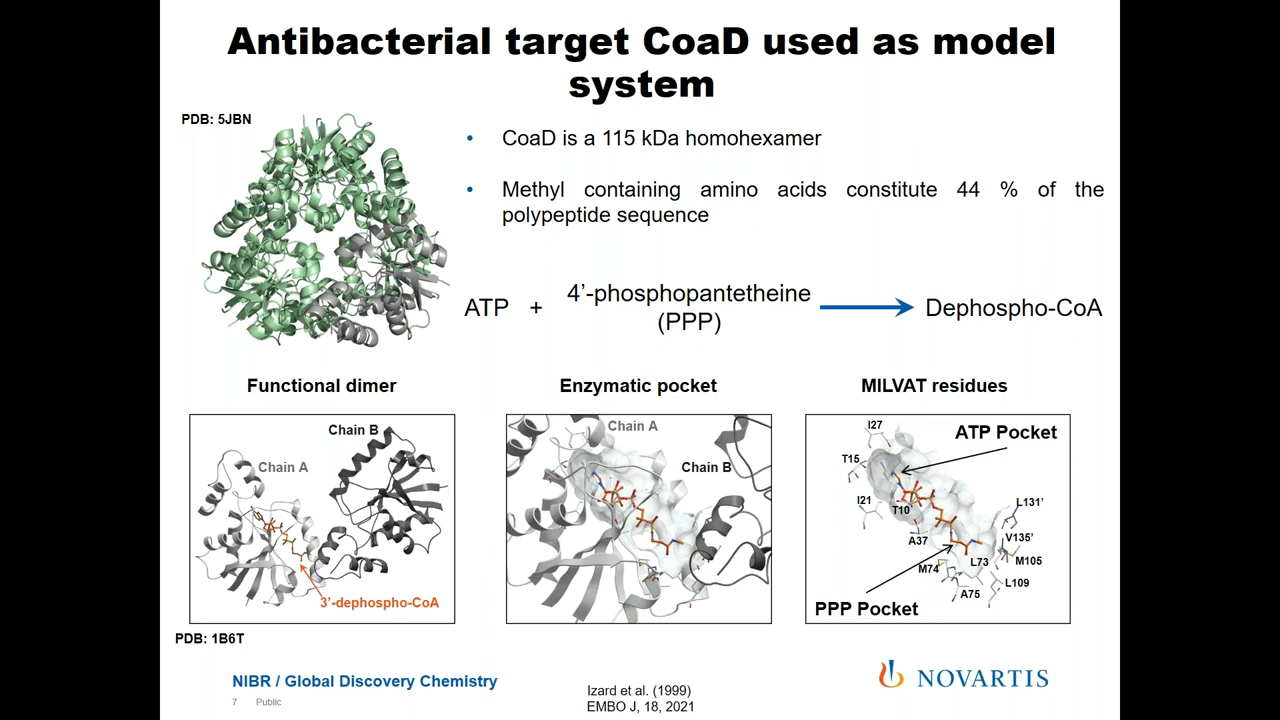 Antibacterial target CoaD used as model
system
PDB: 5JBN
• CoaD is a 115 kDa homohexamer
• Methyl containing amino acids constitute 44 % of the
polypeptide sequence
ATP + 4’-phosphopantetheine
(PPP)
Dephospho-CoA
Functional dimer
Chain B
Chain A
3’-dephospho-CoA
PDB: 1B6T
Enzymatic pocket
Chain A
Chain B
MILVAT residues
I27
ATP Pocket
T15
I21
T10
L131’
A37
V135’
M74
L73
M105
A75
L109
PPP Pocket
NIBR / Global Discovery Chemistry
7 Public
Izard et al. (1999)
EMBO J, 18, 2021
NOVARTIS